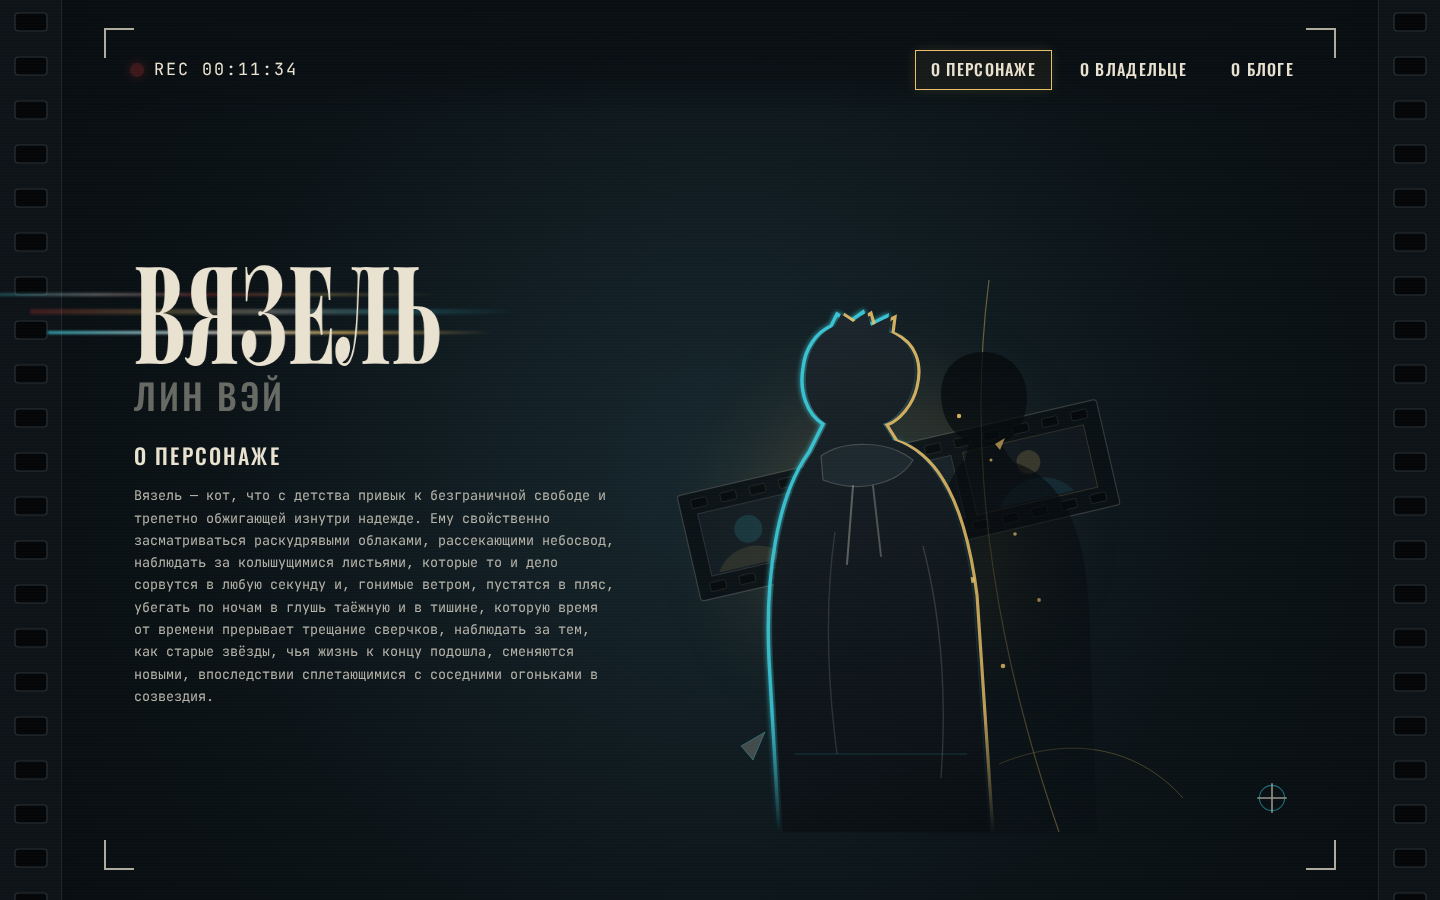 REC 00:11:34
О ПЕРСОНАЖЕ
О ВЛАДЕЛЬЦЕ
О БЛОГЕ
ВЯЗЕЛЬ
ЛИН ВЭЙ
О ПЕРСОНАЖЕ
Вязель — кот, что с детства привык к безграничной свободе и
трепетно обжигающей изнутри надежде. Ему свойственно
засматриваться раскудрявыми облаками, рассекающими небосвод,
наблюдать за колышущимися листьями, которые то и дело
сорвутся в любую секунду и, гонимые ветром, пустятся в пляс,
убегать по ночам в глушь таёжную и в тишине, которую время
от времени прерывает трещание сверчков, наблюдать за тем,
как старые звёзды, чья жизнь к концу подошла, сменяются
новыми, впоследствии сплетающимися с соседними огоньками в
созвездия.